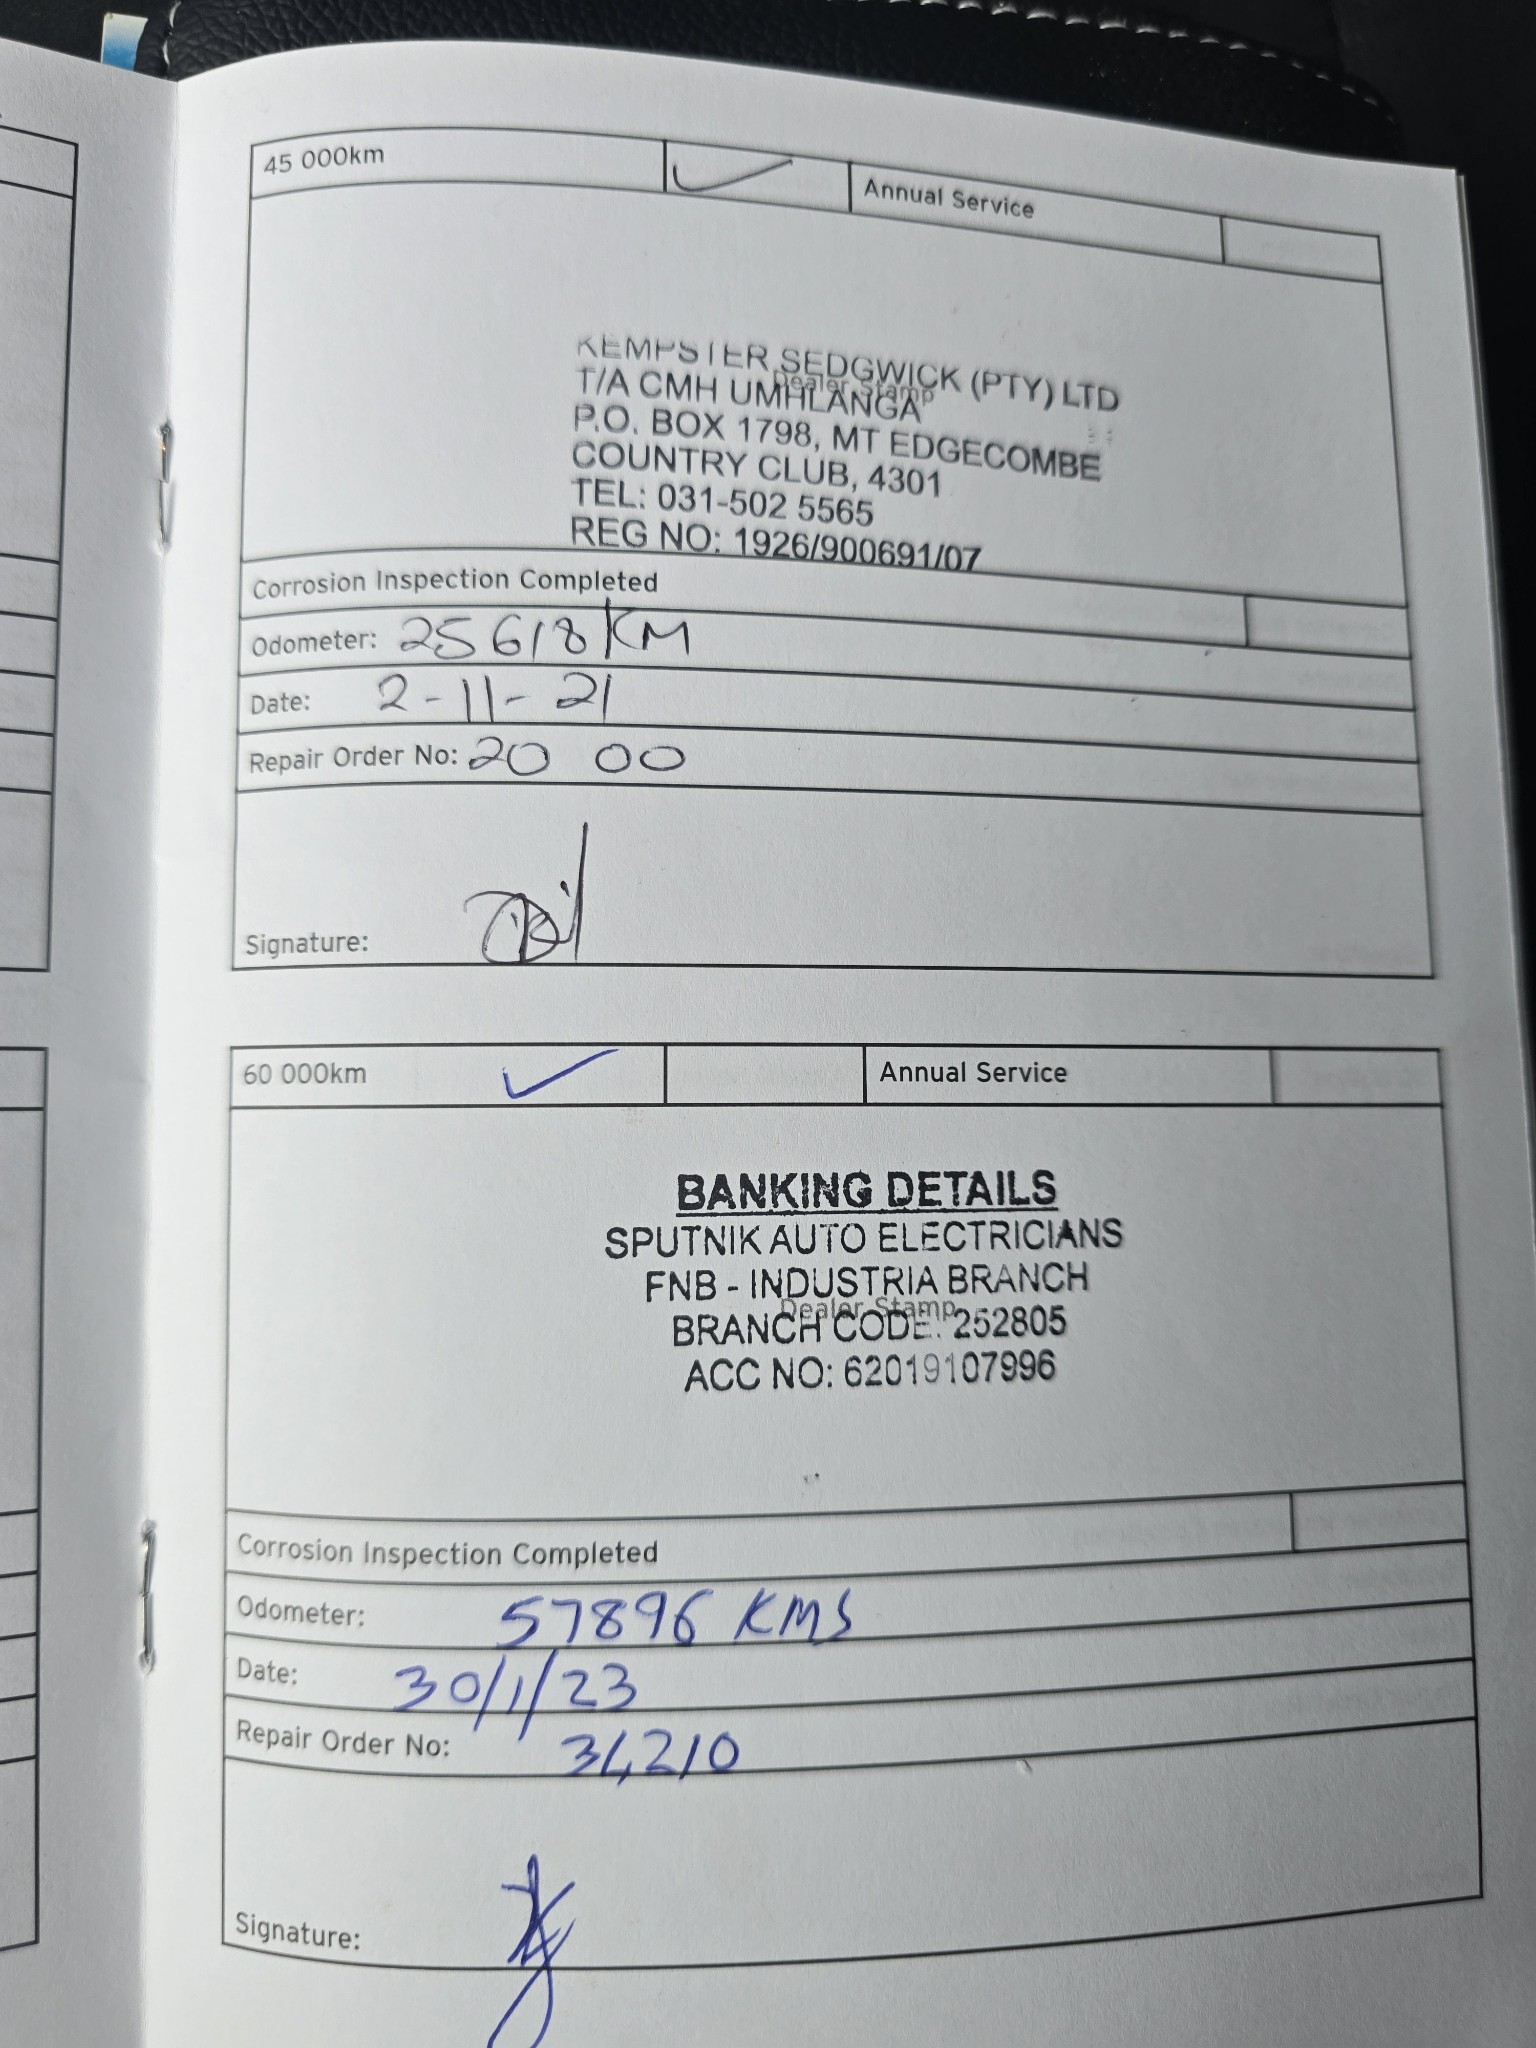 45 000km
Annual Service
KEMPSTER SEDGWICK (PTY) LTD
Dealer Stamp
T/A CMH UMHLANGA
P.O. BOX 1798, MT EDGECOMBE
COUNTRY CLUB, 4301
TEL: 031-502 5565
REG NO: 1926/900691/07
Corrosion Inspection Completed
Odometer: 25618 KM
Date: 2-11-21
Repair Order No: 20 00
Signature:
60 000km
Annual Service
BANKING DETAILS
SPUTNIK AUTO ELECTRICIANS
FNB - INDUSTRIA BRANCH
Dealer Stamp
BRANCH CODE: 252805
ACC NO: 62019107996
Corrosion Inspection Completed
Odometer: 57896 KMS
Date: 30/1/23
Repair Order No: 34210
Signature: